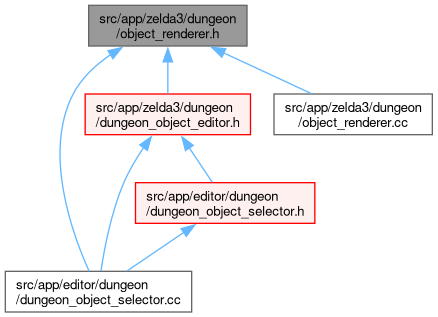 src/app/zelda3/dungeon
/object_renderer.h
src/app/zelda3/dungeon
/dungeon_object_editor.h
src/app/zelda3/dungeon
/object_renderer.cc
src/app/editor/dungeon
/dungeon_object_selector.h
src/app/editor/dungeon
/dungeon_object_selector.cc